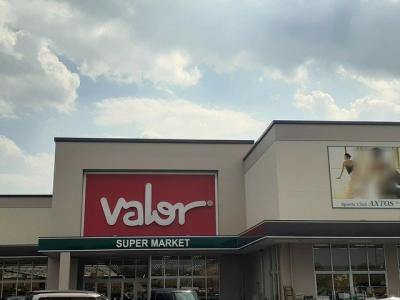 valor®
SUPER MARKET
Sports Club AXTOS